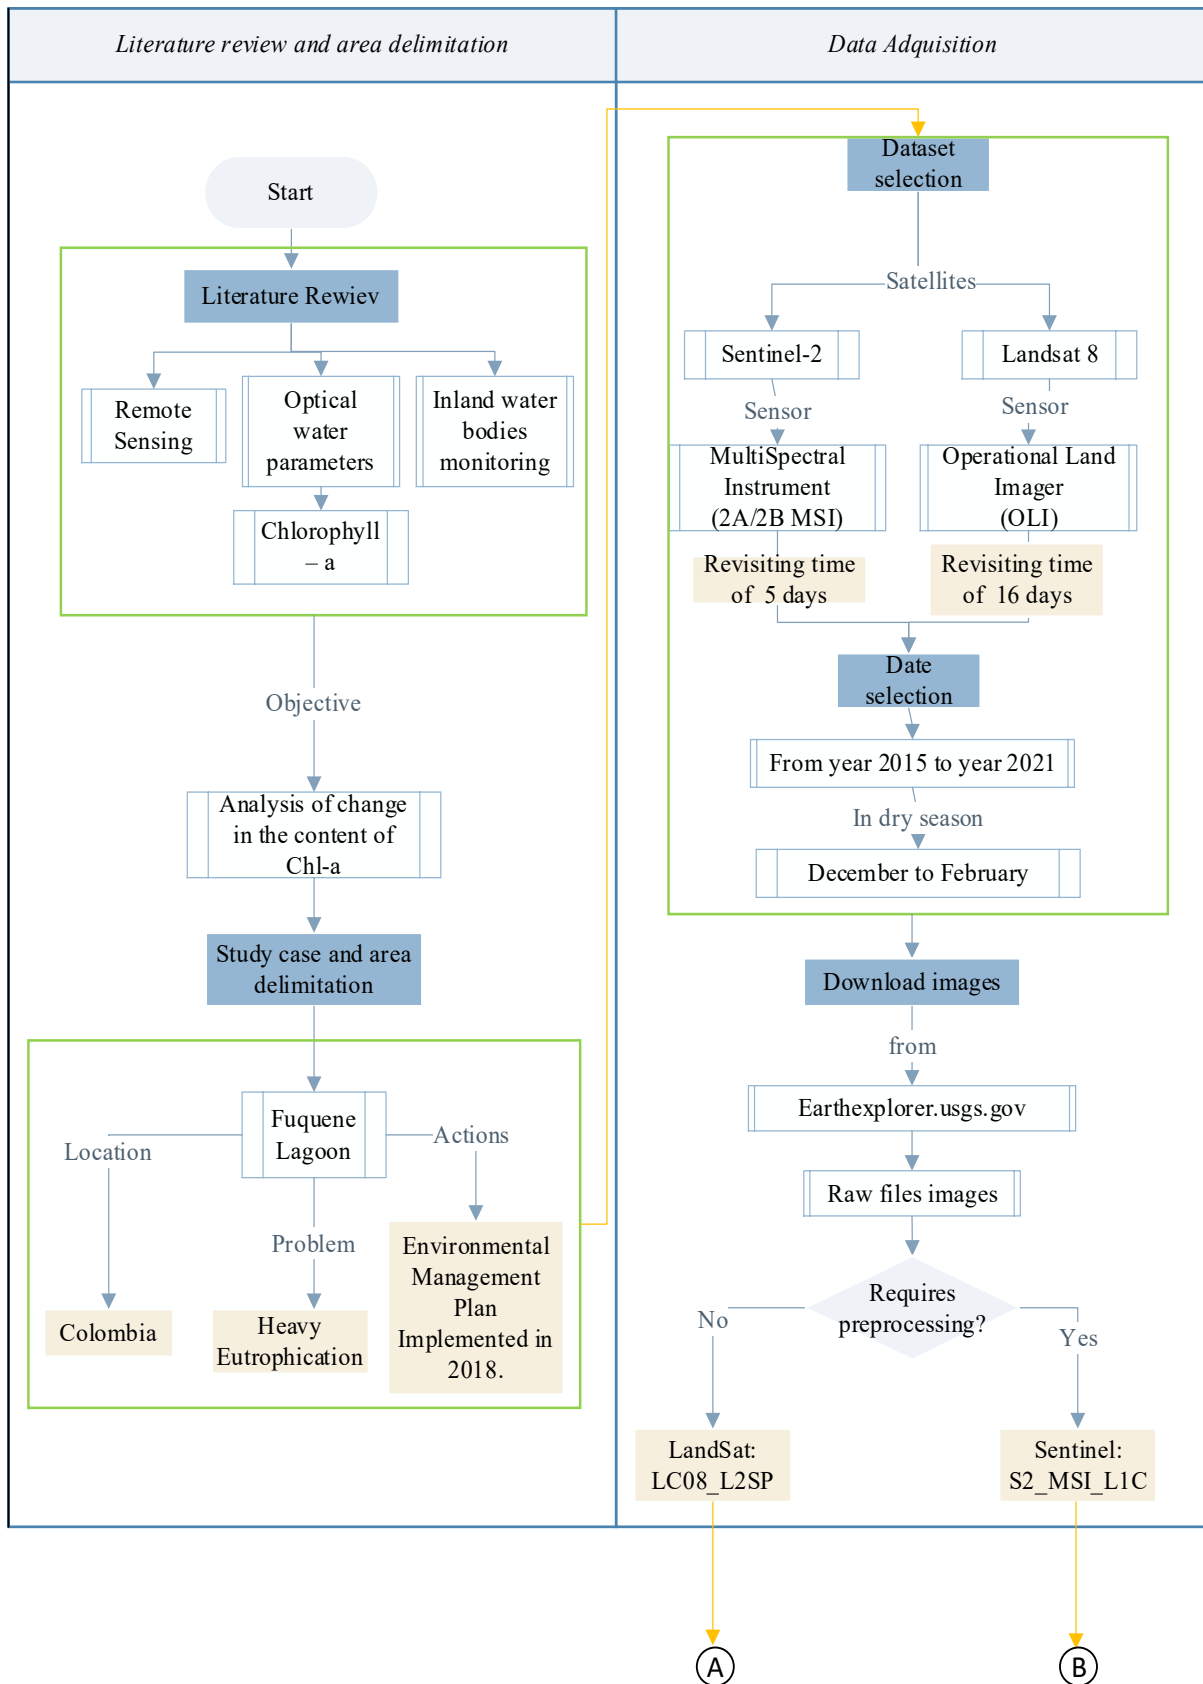 Literature review and area delimitation
Start
Literature Rewiev
Remote
Sensing
Optical
water
parameters
Inland water
bodies
monitoring
Chlorophyll
– a
Objective
Analysis of change
in the content of
Chl-a
Study case and area
delimitation
Fuquene
Lagoon
Location
Actions
Problem
Colombia
Heavy
Eutrophication
Environmental
Management
Plan
Implemented in
2018.
Data Adquisition
Dataset
selection
Satellites
Sentinel-2
Landsat 8
Sensor
Sensor
MultiSpectral
Instrument
(2A/2B MSI)
Operational Land
Imager
(OLI)
Revisiting time
of 5 days
Revisiting time
of 16 days
Date
selection
From year 2015 to year 2021
In dry season
December to February
Download images
from
Earthexplorer.usgs.gov
Raw files images
Requires
preprocessing?
No
Yes
LandSat:
LC08_L2SP
Sentinel:
S2_MSI_L1C
A
B